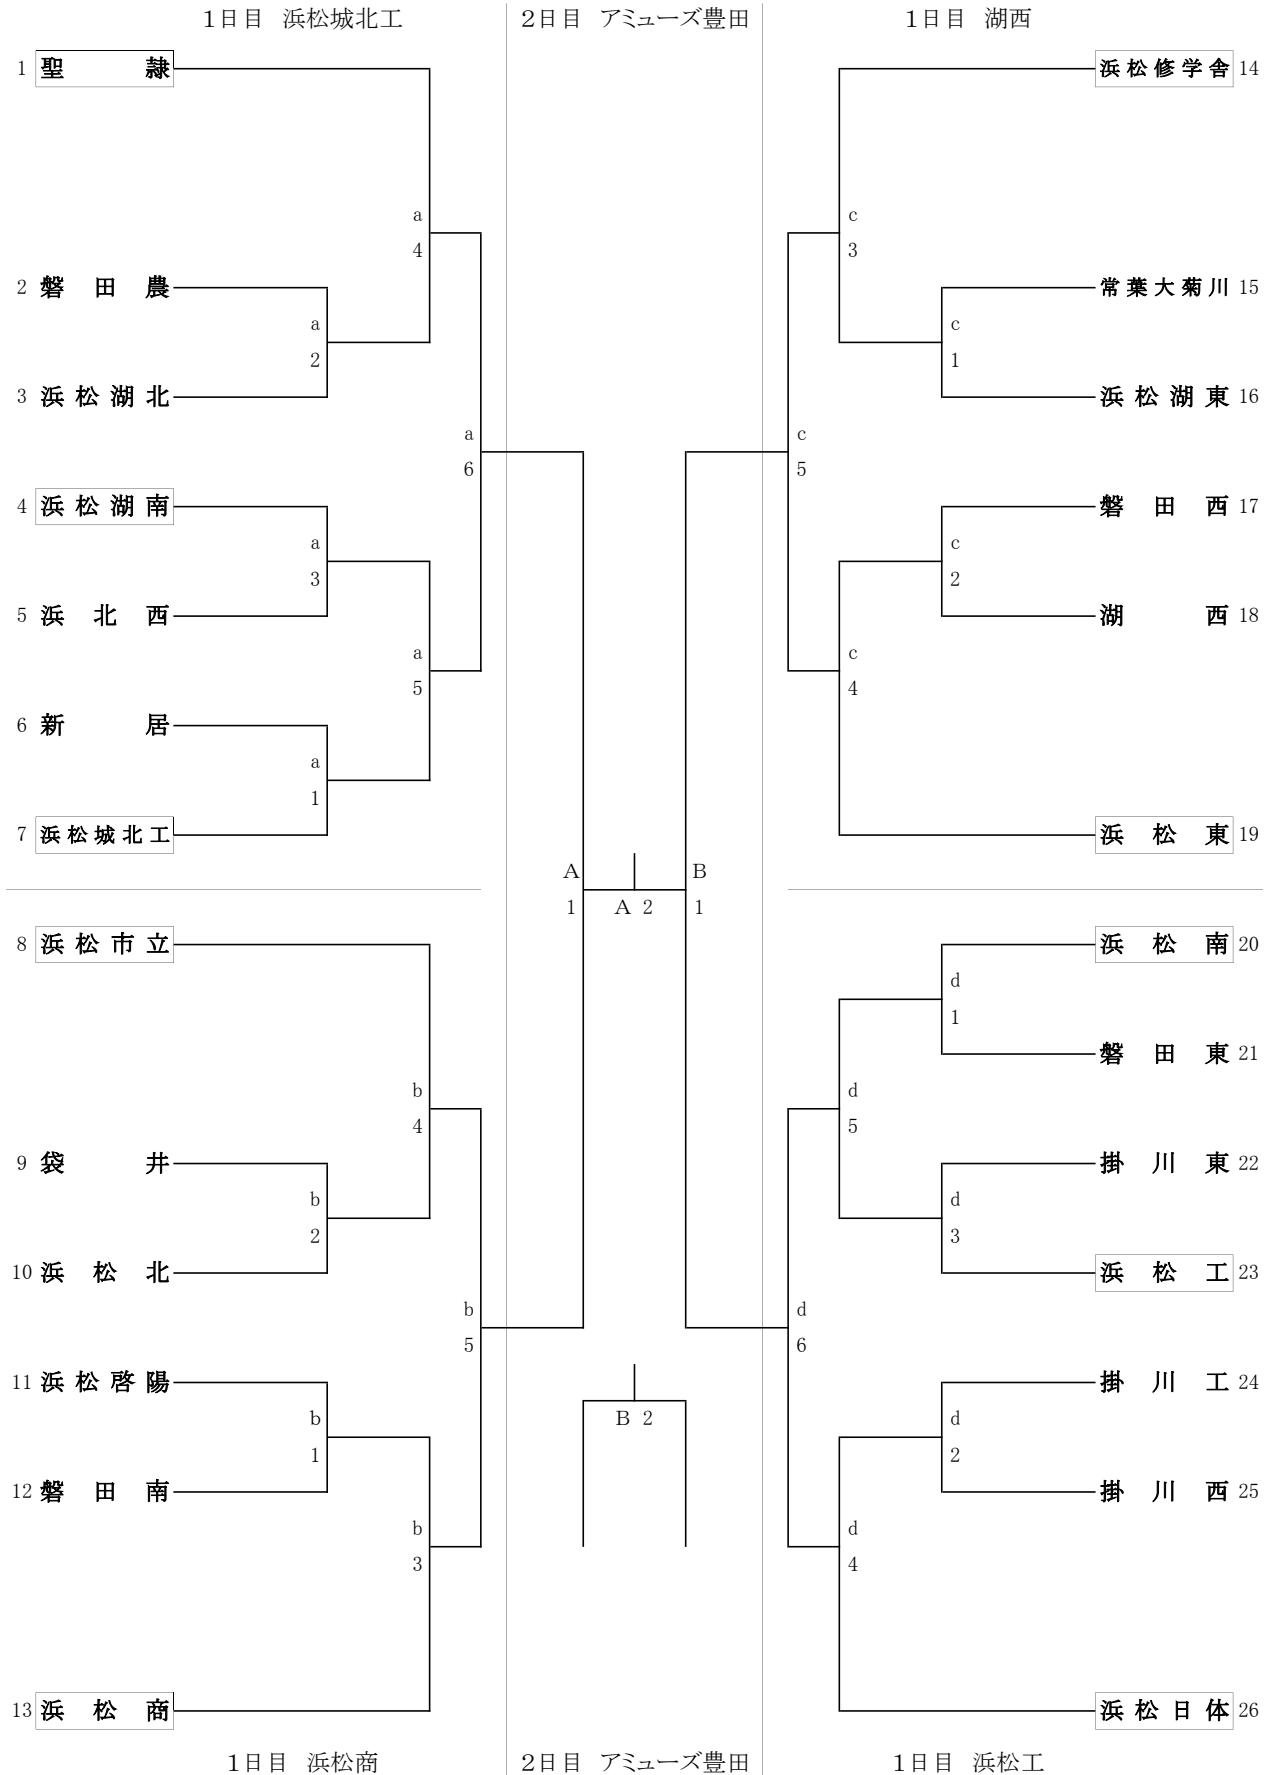 1日目 浜松城北工
2日目 アミューズ豊田
1日目 湖西
1 聖隷
浜松修学舎 14
a
4
c
3
2 磐田農
常葉大菊川 15
a
2
c
1
3 浜松湖北
浜松湖東 16
a
6
c
5
4 浜松湖南
磐田西 17
a
3
c
2
5 浜北西
湖西 18
a
5
c
4
6 新居
a
1
7 浜松城北工
浜松東 19
A
1
A 2
B
1
8 浜松市立
浜松南 20
d
1
磐田東 21
b
4
d
5
9 袋井
掛川東 22
b
2
d
3
10 浜松北
浜松工 23
b
5
d
6
11 浜松啓陽
掛川工 24
B 2
b
1
d
2
12 磐田南
掛川西 25
b
3
d
4
13 浜松商
浜松日体 26
1日目 浜松商
2日目 アミューズ豊田
1日目 浜松工